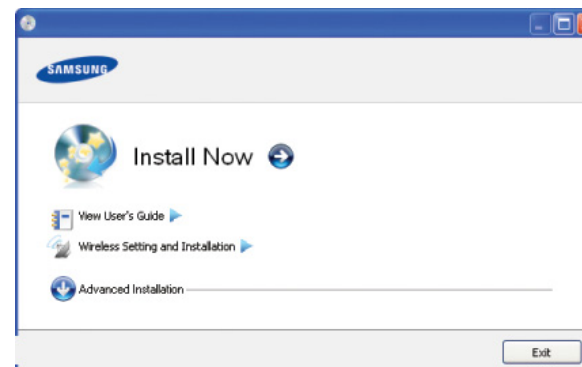 SAMSUNG
Install Now
View User's Guide
Wireless Setting and Installation
Advanced Installation
Exit